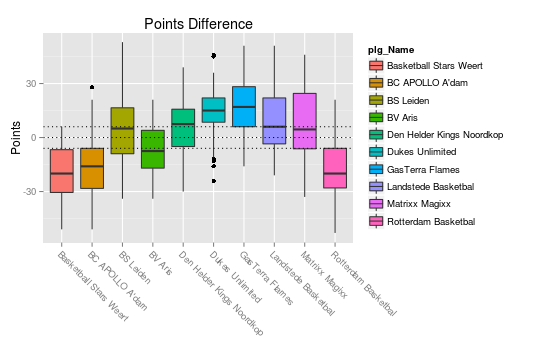 Points Difference
Points
30
0
-30
Basketball Stars Weert
BC APOLLO A'dam
BS Leiden
BV Aris
Den Helder Kings Noordkop
Dukes Unlimited
GasTerra Flames
Landstede Basketbal
Matrixx Magixx
Rotterdam Basketbal
plg_Name
Basketball Stars Weert
BC APOLLO A'dam
BS Leiden
BV Aris
Den Helder Kings Noordkop
Dukes Unlimited
GasTerra Flames
Landstede Basketbal
Matrixx Magixx
Rotterdam Basketbal